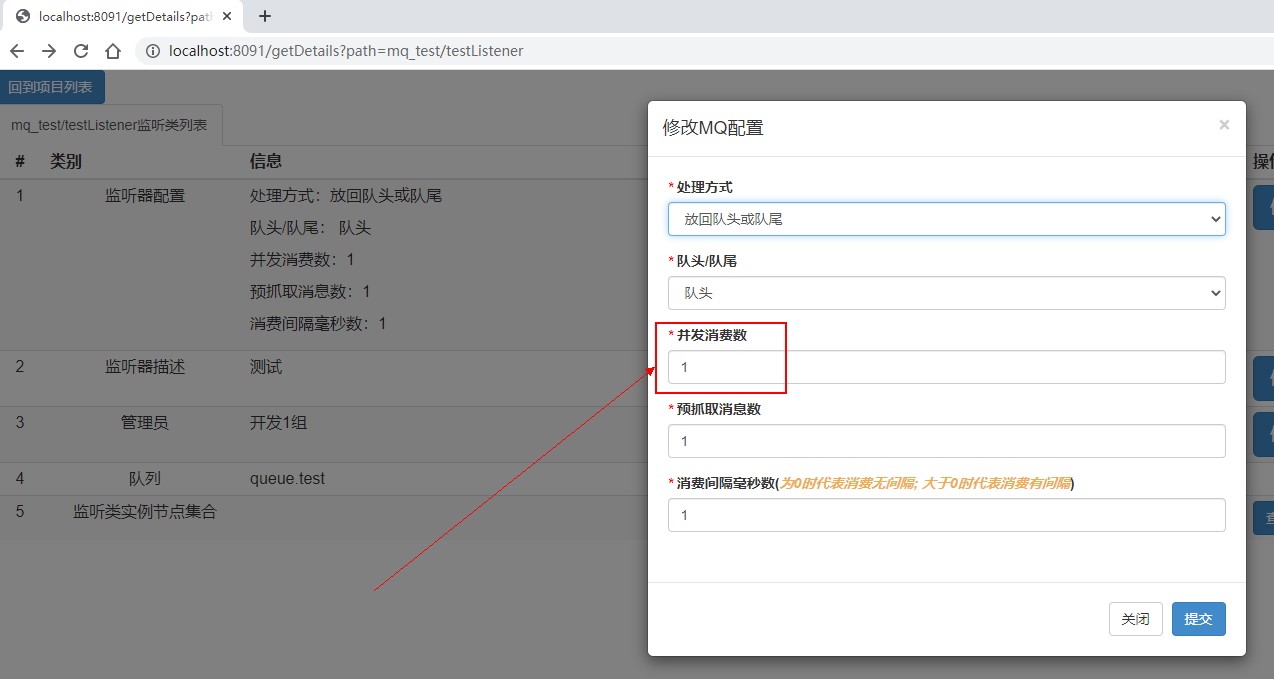 localhost:8091/getDetails?pat
localhost:8091/getDetails?path=mq_test/testListener
回到项目列表
mq_test/testListener监听类列表
# 类别 信息
1 监听器配置 处理方式：放回队头或队尾
队头/队尾： 队头
并发消费数：1
预抓取消息数：1
消费间隔毫秒数：1
2 监听器描述 测试
3 管理员 开发1组
4 队列 queue.test
5 监听类实例节点集合
修改MQ配置
×
*处理方式
放回队头或队尾
*队头/队尾
队头
*并发消费数
1
*预抓取消息数
1
*消费间隔毫秒数(为0时代表消费无间隔; 大于0时代表消费有间隔)
1
关闭 提交